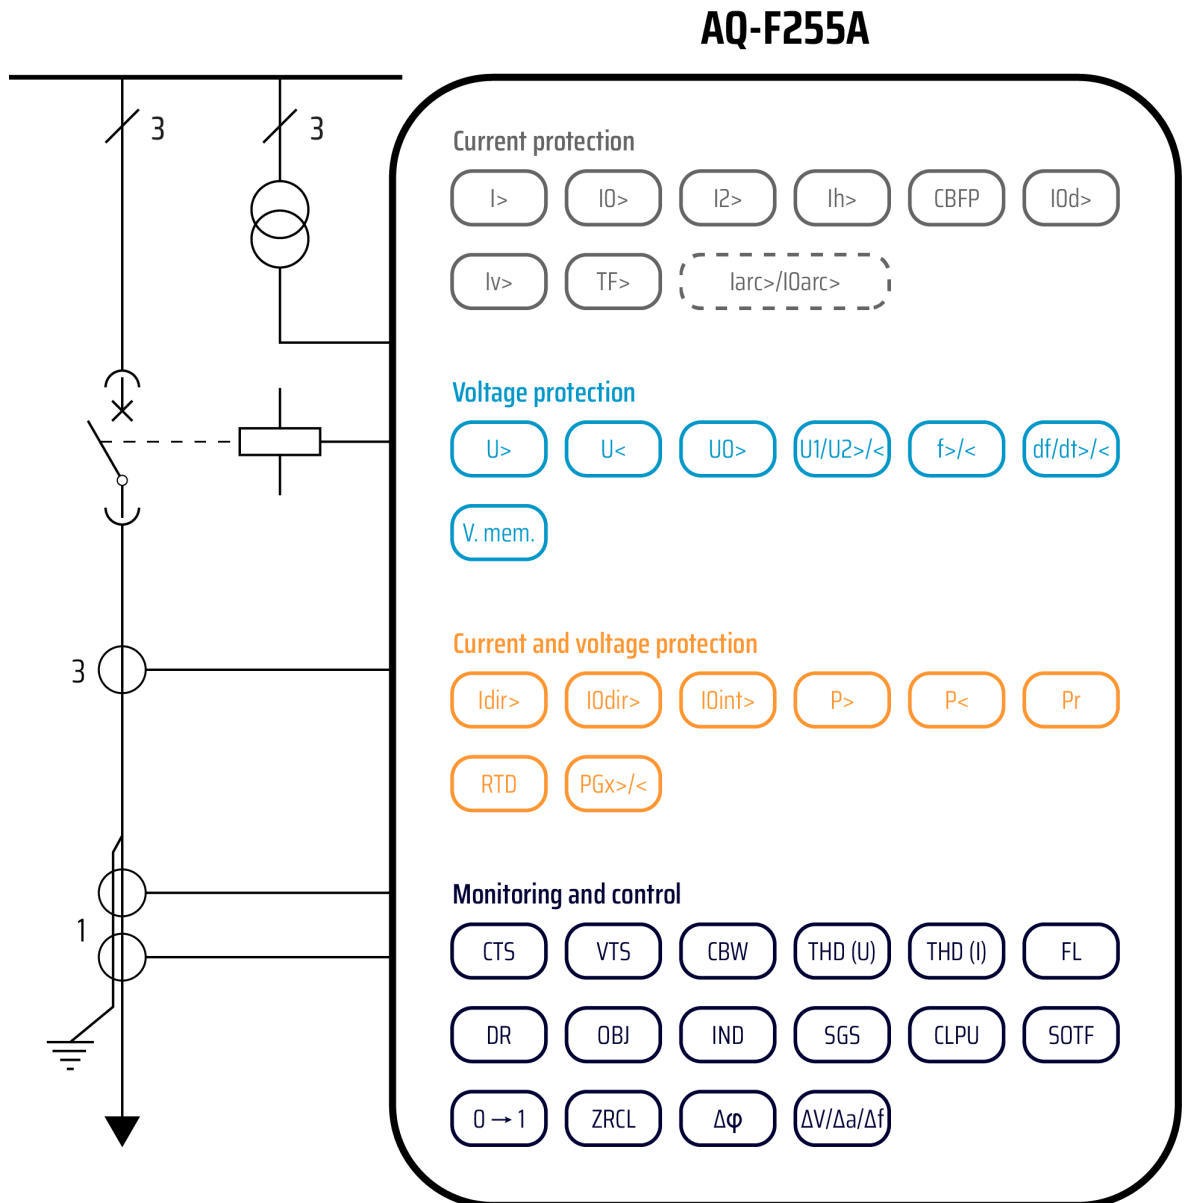 AQ-F255A
3
3
Current protection
I> I0> I2> Ih> CBFP I0d>
Iv> TF> Iarc>/I0arc>
Voltage protection
U> U< U0> U1/U2>/< f>/< df/dt>/<
V. mem.
3
Current and voltage protection
Idir> I0dir> I0int> P> P< Pr
RTD PGx>/<
1
Monitoring and control
CTS VTS CBW THD (U) THD (I) FL
DR OBJ IND SGS CLPU SOTF
0 → 1 ZRCL Δφ ΔV/Δa/Δf